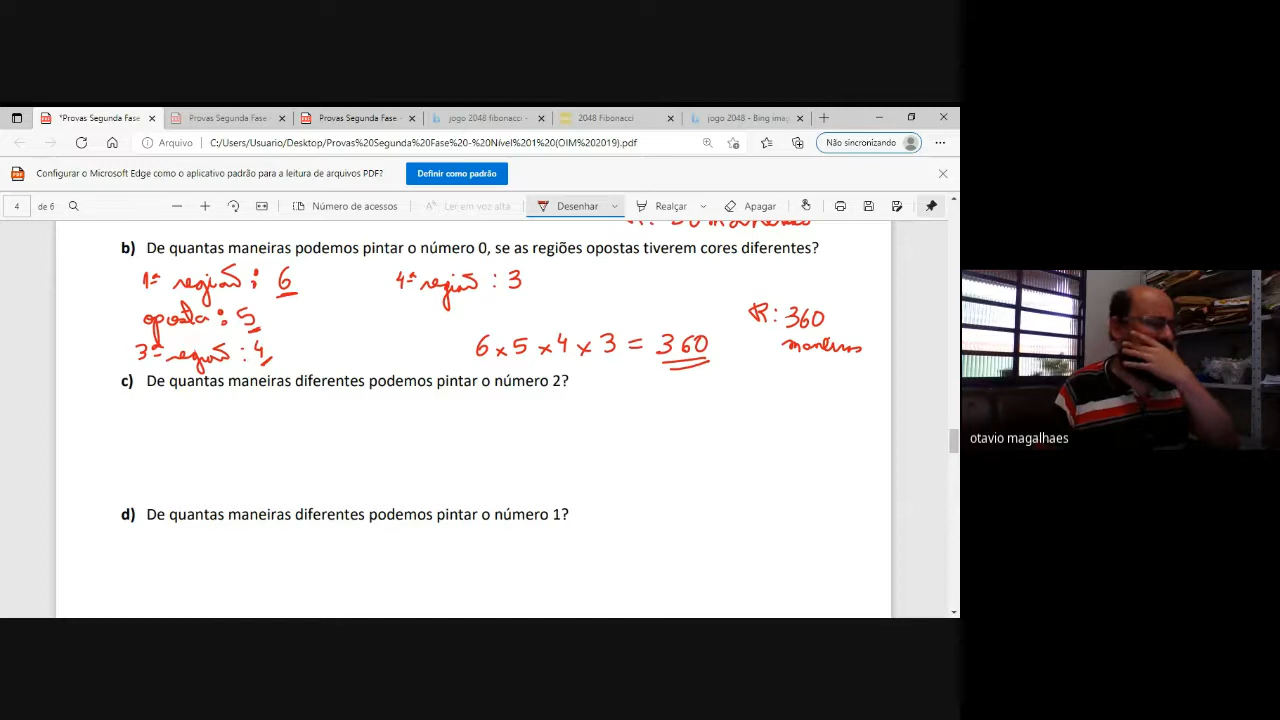 *Provas Segunda Fase
Provas Segunda Fase
Provas Segunda Fase -
jogo 2048 fibonacci -
2048 Fibonacci
jogo 2048 - Bing ima
Arquivo
C:/Users/Usuario/Desktop/Provas%20Segunda%20Fase%20-%20Nível%201%20(OIM%202019).pdf
Não sincronizando
Configurar o Microsoft Edge como o aplicativo padrão para a leitura de arquivos PDF?
Definir como padrão
4 de 6
Número de acessos
Ler em voz alta
Desenhar
Realçar
Apagar
b) De quantas maneiras podemos pintar o número 0, se as regiões opostas tiverem cores diferentes?
1ª região: 6
4ª região: 3
oposta: 5
R: 360
maneiras
3ª região: 4
6 x 5 x 4 x 3 = 360
c) De quantas maneiras diferentes podemos pintar o número 2?
otavio magalhaes
d) De quantas maneiras diferentes podemos pintar o número 1?